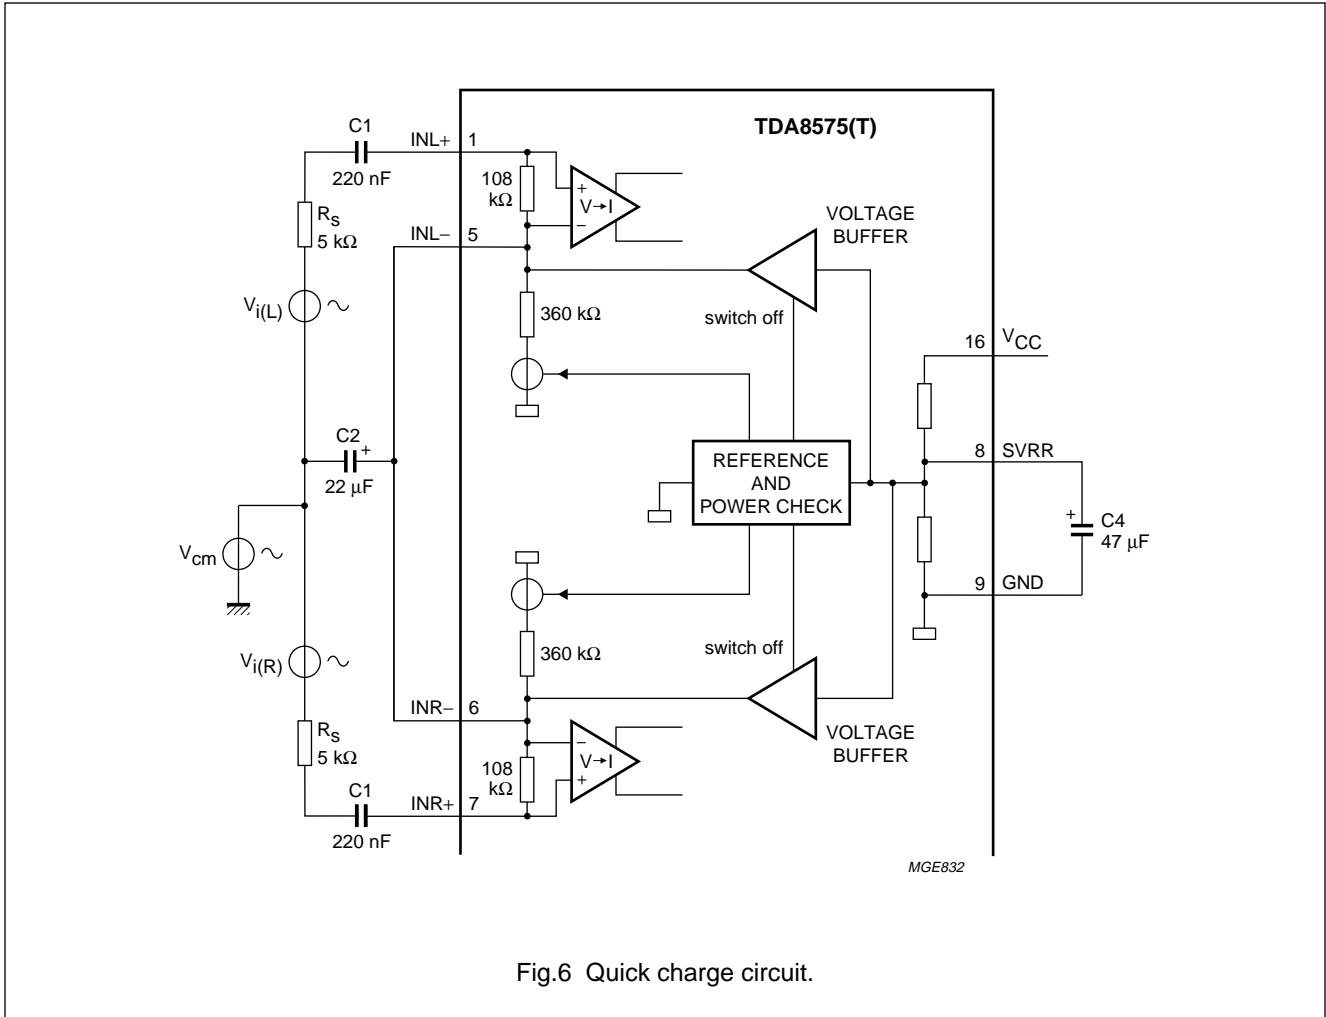 TDA8575(T)
C1
220 nF
INL+
1
108
kΩ
+
V→I
−
Rs
5 kΩ
INL−
5
VOLTAGE
BUFFER
Vi(L)
360 kΩ
switch off
16
VCC
C2
+
22 µF
REFERENCE
AND
POWER CHECK
8
SVRR
+
C4
47 µF
Vcm
9
GND
Vi(R)
360 kΩ
switch off
INR−
6
VOLTAGE
BUFFER
Rs
5 kΩ
−
V→I
+
108
kΩ
C1
220 nF
INR+
7
MGE832
Fig.6 Quick charge circuit.